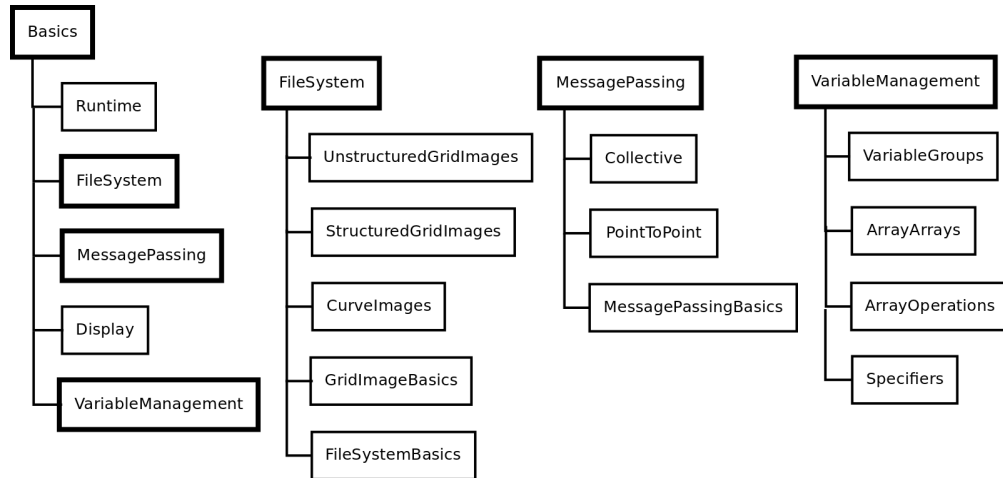 Basics
Runtime
FileSystem
MessagePassing
Display
VariableManagement
FileSystem
UnstructuredGridImages
StructuredGridImages
CurveImages
GridImageBasics
FileSystemBasics
MessagePassing
Collective
PointToPoint
MessagePassingBasics
VariableManagement
VariableGroups
ArrayArrays
ArrayOperations
Specifiers